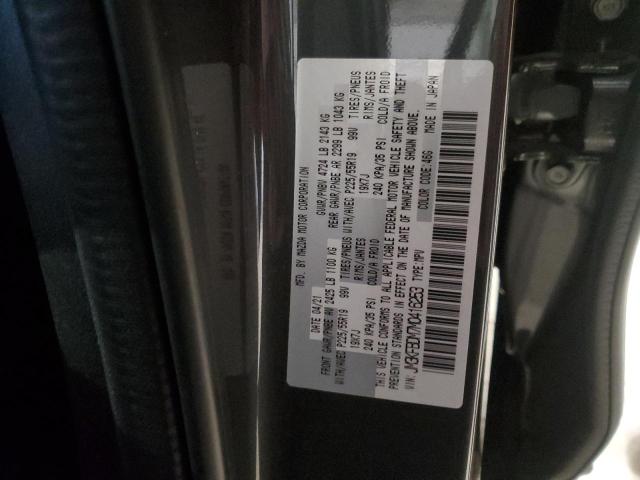 MFD. BY MAZDA MOTOR CORPORATION
DATE 04/21 GVWR/PNBV 4724 LB 2143 KG
FRONT GAWR/PNBE AV 2425 LB 1100 KG REAR GAWR/PNBE AR 2299 LB 1043 KG
WITH/AVEC P225/55R19 99V TIRES/PNEUS WITH/AVEC P225/55R19 99V TIRES/PNEUS
19X7J RIMS/JANTES 19X7J RIMS/JANTES
240 KPA/35 PSI COLD/A FROID 240 KPA/35 PSI COLD/A FROID
THIS VEHICLE CONFORMS TO ALL APPLICABLE FEDERAL MOTOR VEHICLE SAFETY AND THEFT
PREVENTION STANDARDS IN EFFECT ON THE DATE OF MANUFACTURE SHOWN ABOVE.
VIN: JM3KFBDM7M0416253 TYPE:MPV COLOR CODE:46G MADE IN JAPAN